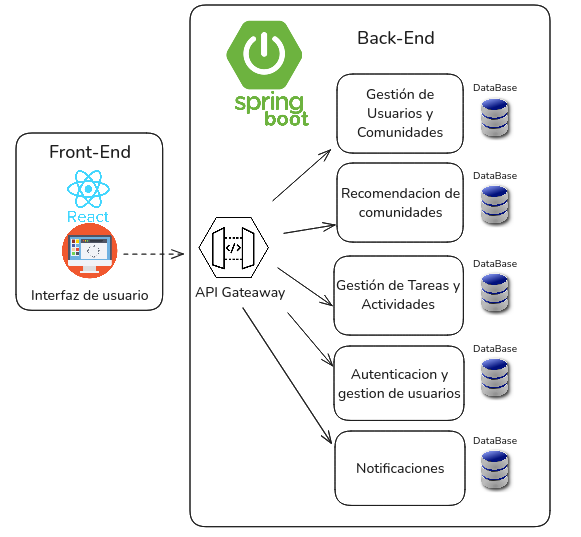 Back-End
spring
boot
Gestión de
Usuarios y
Comunidades
DataBase
Front-End
React
Interfaz de usuario
API Gateaway
Recomendacion de
comunidades
DataBase
Gestión de Tareas y
Actividades
DataBase
Autenticacion y
gestion de usuarios
DataBase
Notificaciones
DataBase